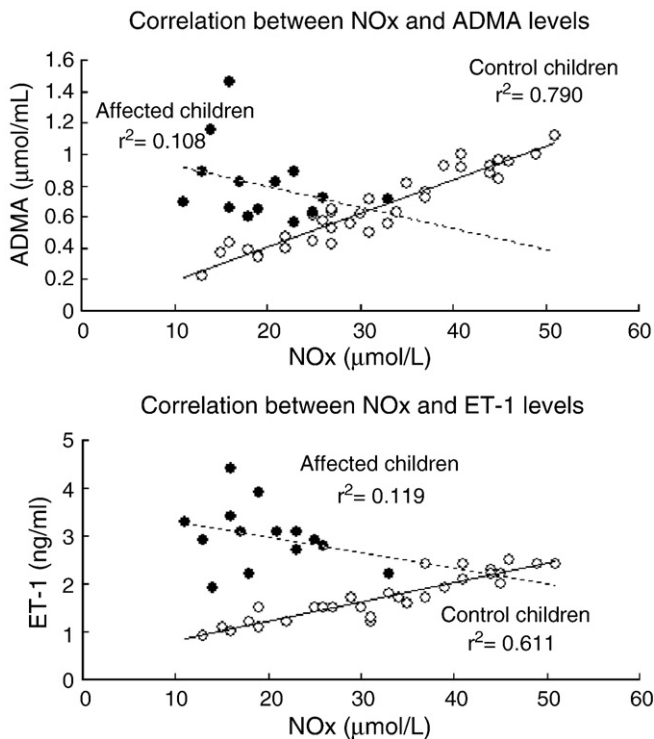 Correlation between NOx and ADMA levels
1.6
1.4
1.2
1
0.8
0.6
0.4
0.2
0
ADMA (μmol/mL)
Affected children
r²= 0.108
Control children
r²= 0.790
0 10 20 30 40 50 60
NOx (μmol/L)
Correlation between NOx and ET-1 levels
5
4
3
2
1
0
ET-1 (ng/ml)
Affected children
r²= 0.119
Control children
r²= 0.611
0 10 20 30 40 50 60
NOx (μmol/L)